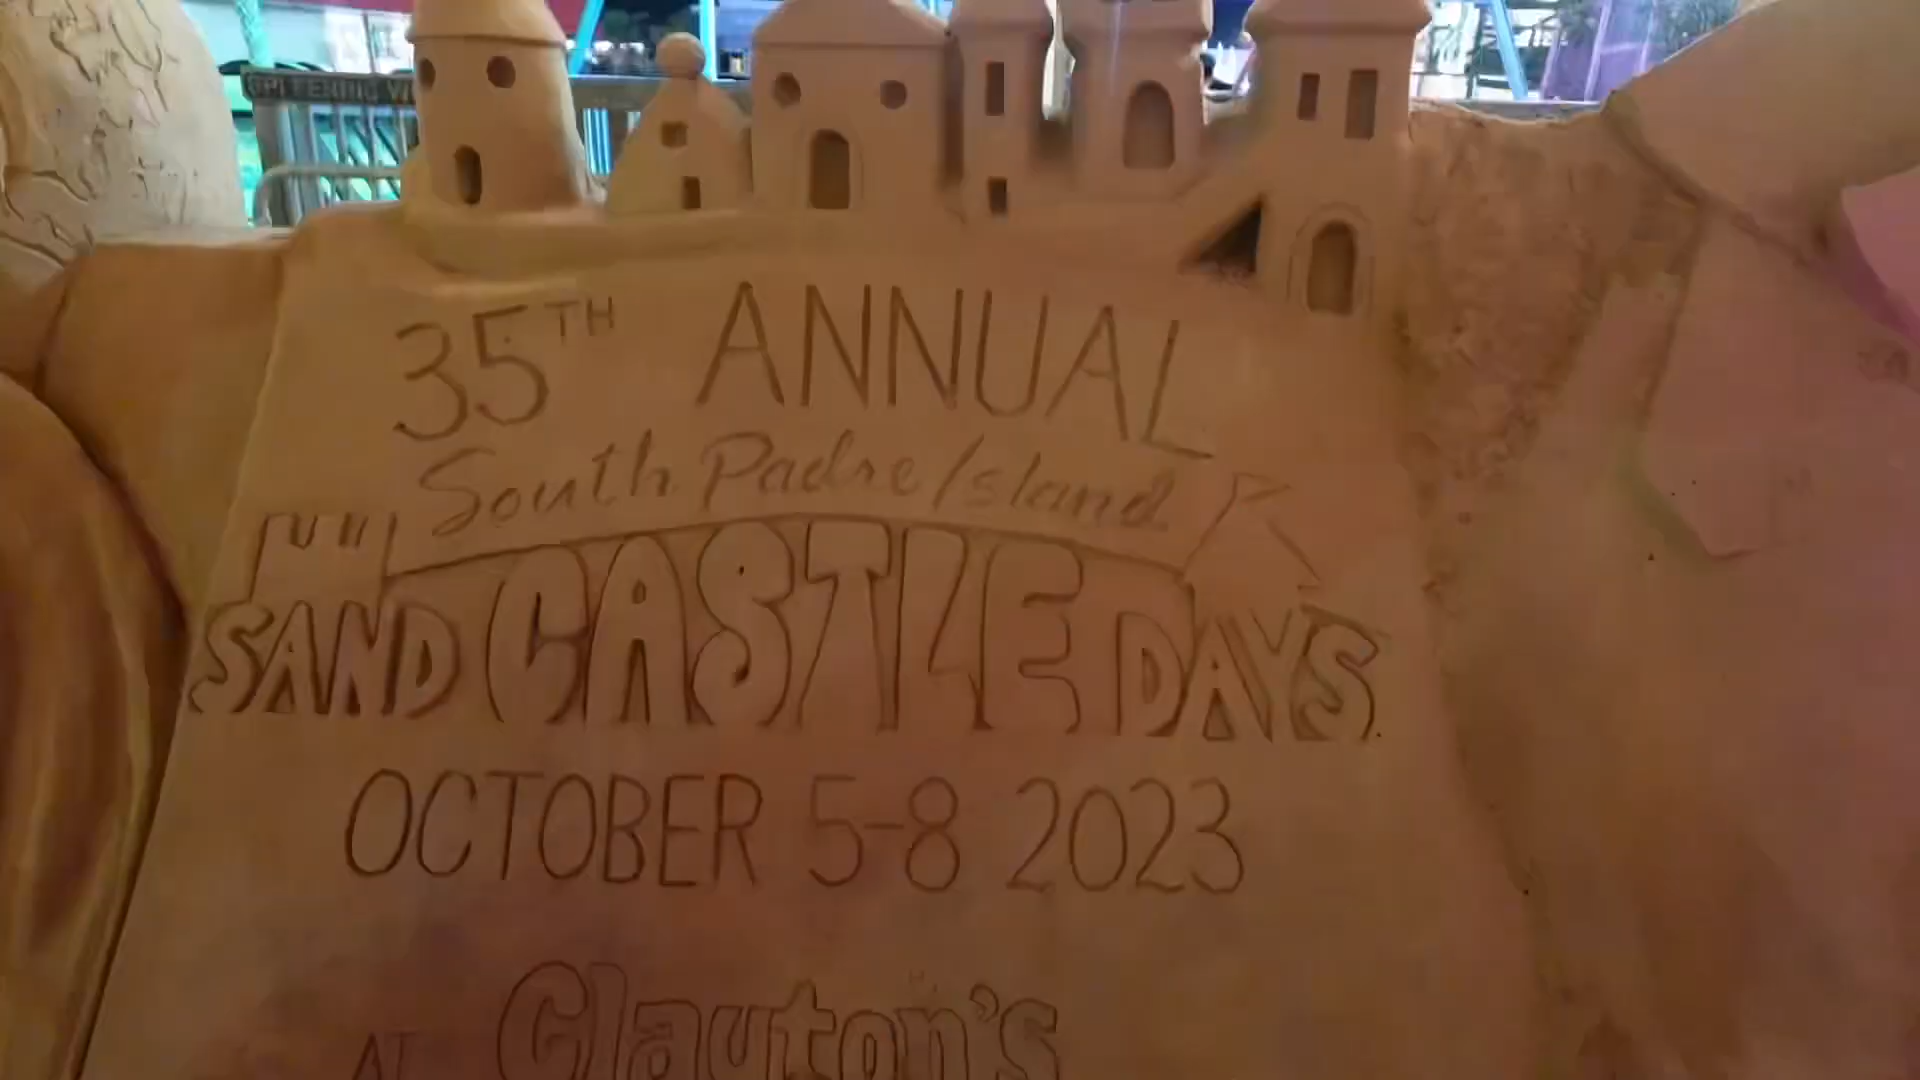 35TH ANNUAL
South Padre Island
SAND CASTLE DAYS
OCTOBER 5-8 2023
AT Clayton's